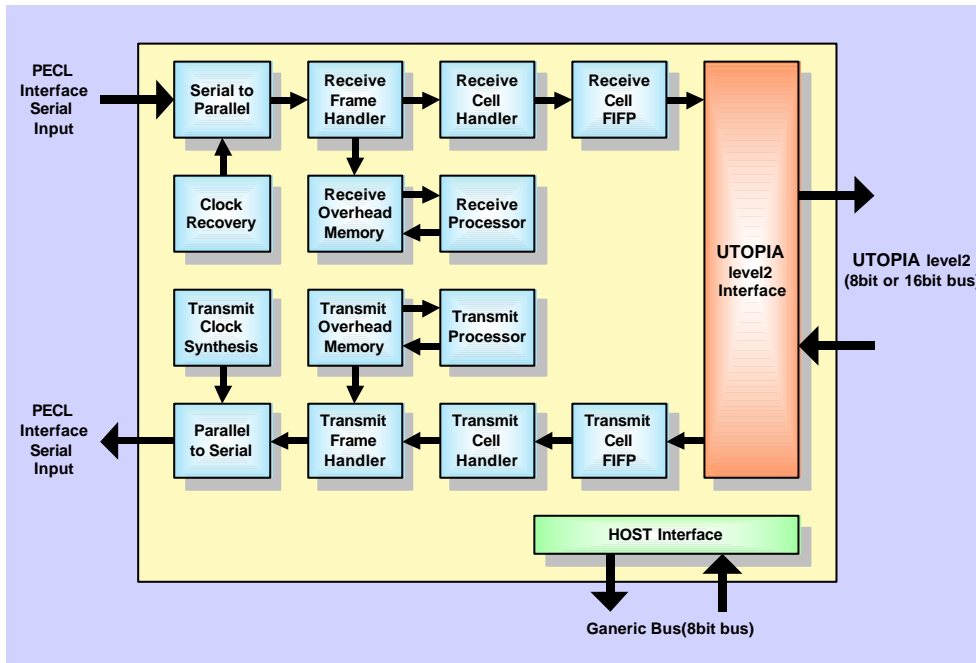 PECL
Interface
Serial
Input
Serial to
Parallel
Receive
Frame
Handler
Receive
Cell
Handler
Receive
Cell
FIFP
Clock
Recovery
Receive
Overhead
Memory
Receive
Processor
UTOPIA
level2
Interface
UTOPIA level2
(8bit or 16bit bus)
Transmit
Clock
Synthesis
Transmit
Overhead
Memory
Transmit
Processor
PECL
Interface
Serial
Input
Parallel
to Serial
Transmit
Frame
Handler
Transmit
Cell
Handler
Transmit
Cell
FIFP
HOST Interface
Ganeric Bus(8bit bus)